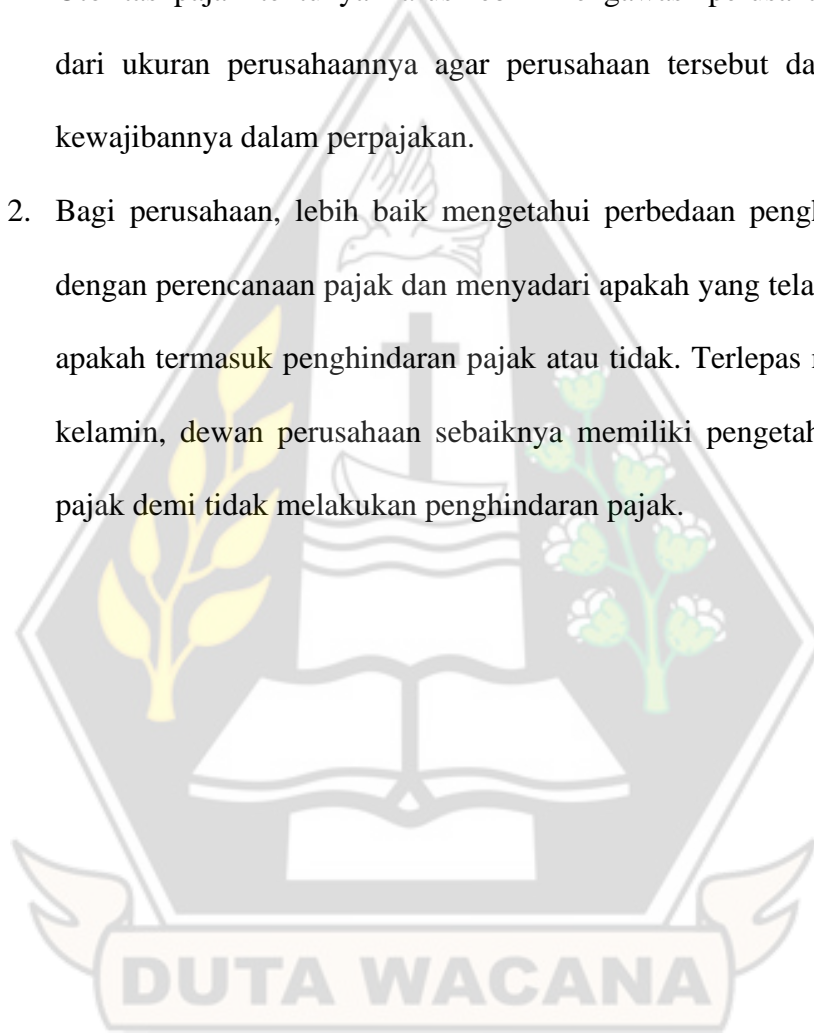 dari ukuran perusahaannya agar perusahaan tersebut da
kewajibannya dalam perpajakan.
2. Bagi perusahaan, lebih baik mengetahui perbedaan peng
dengan perencanaan pajak dan menyadari apakah yang tela
apakah termasuk penghindaran pajak atau tidak. Terlepas
kelamin, dewan perusahaan sebaiknya memiliki pengetah
pajak demi tidak melakukan penghindaran pajak.
DUTA WACANA